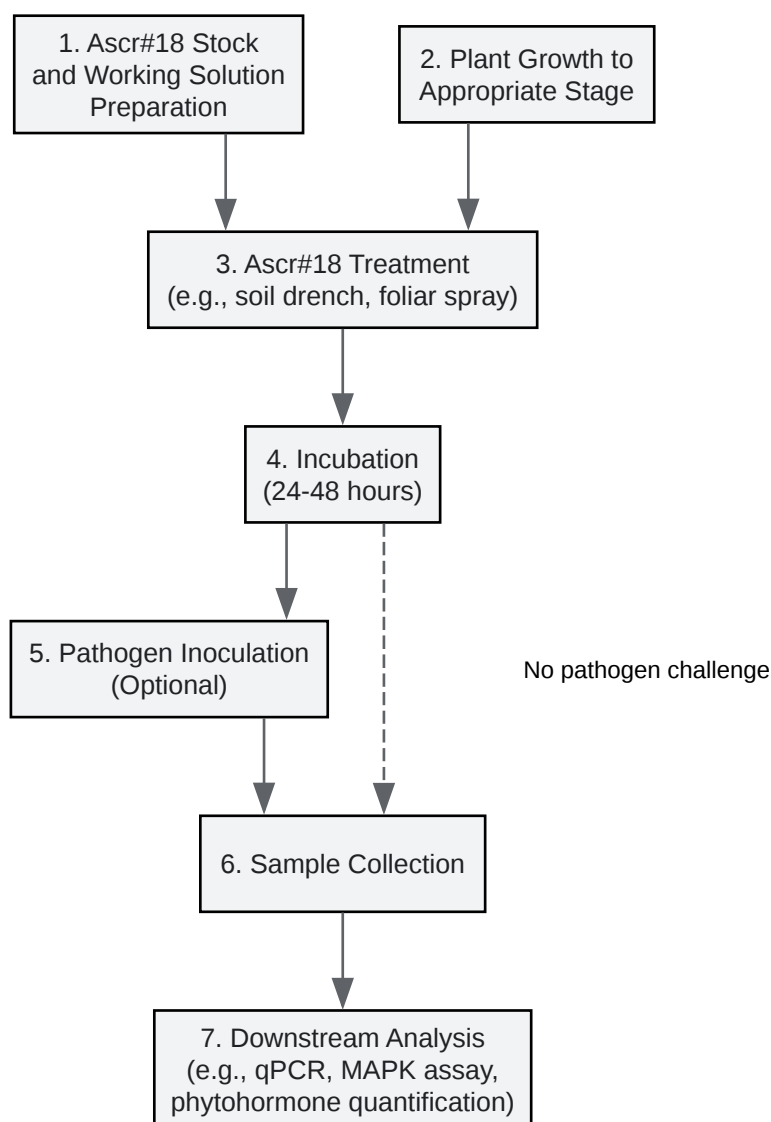 1. Ascr#18 Stock
and Working Solution
Preparation
2. Plant Growth to
Appropriate Stage
3. Ascr#18 Treatment
(e.g., soil drench, foliar spray)
4. Incubation
(24-48 hours)
5. Pathogen Inoculation
(Optional)
No pathogen challenge
6. Sample Collection
7. Downstream Analysis
(e.g., qPCR, MAPK assay,
phytohormone quantification)